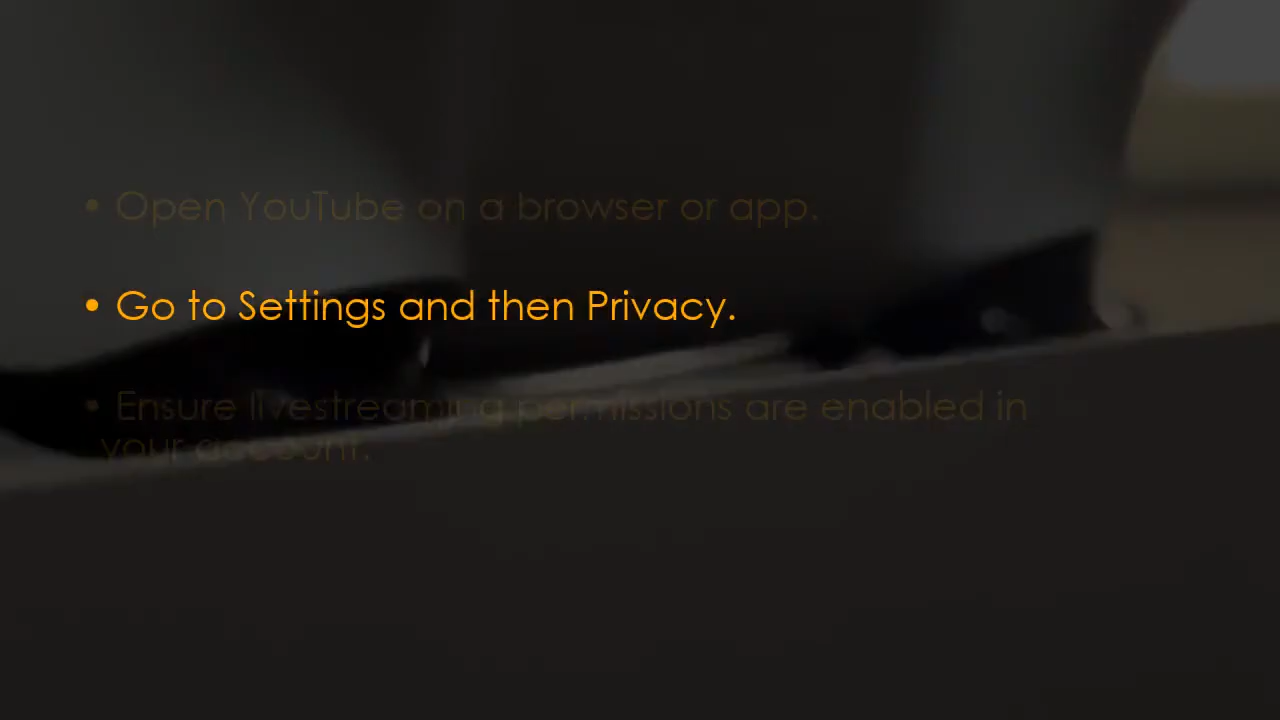 • Open YouTube on a browser or app.
• Go to Settings and then Privacy.
• Ensure livestreaming permissions are enabled in
your account.